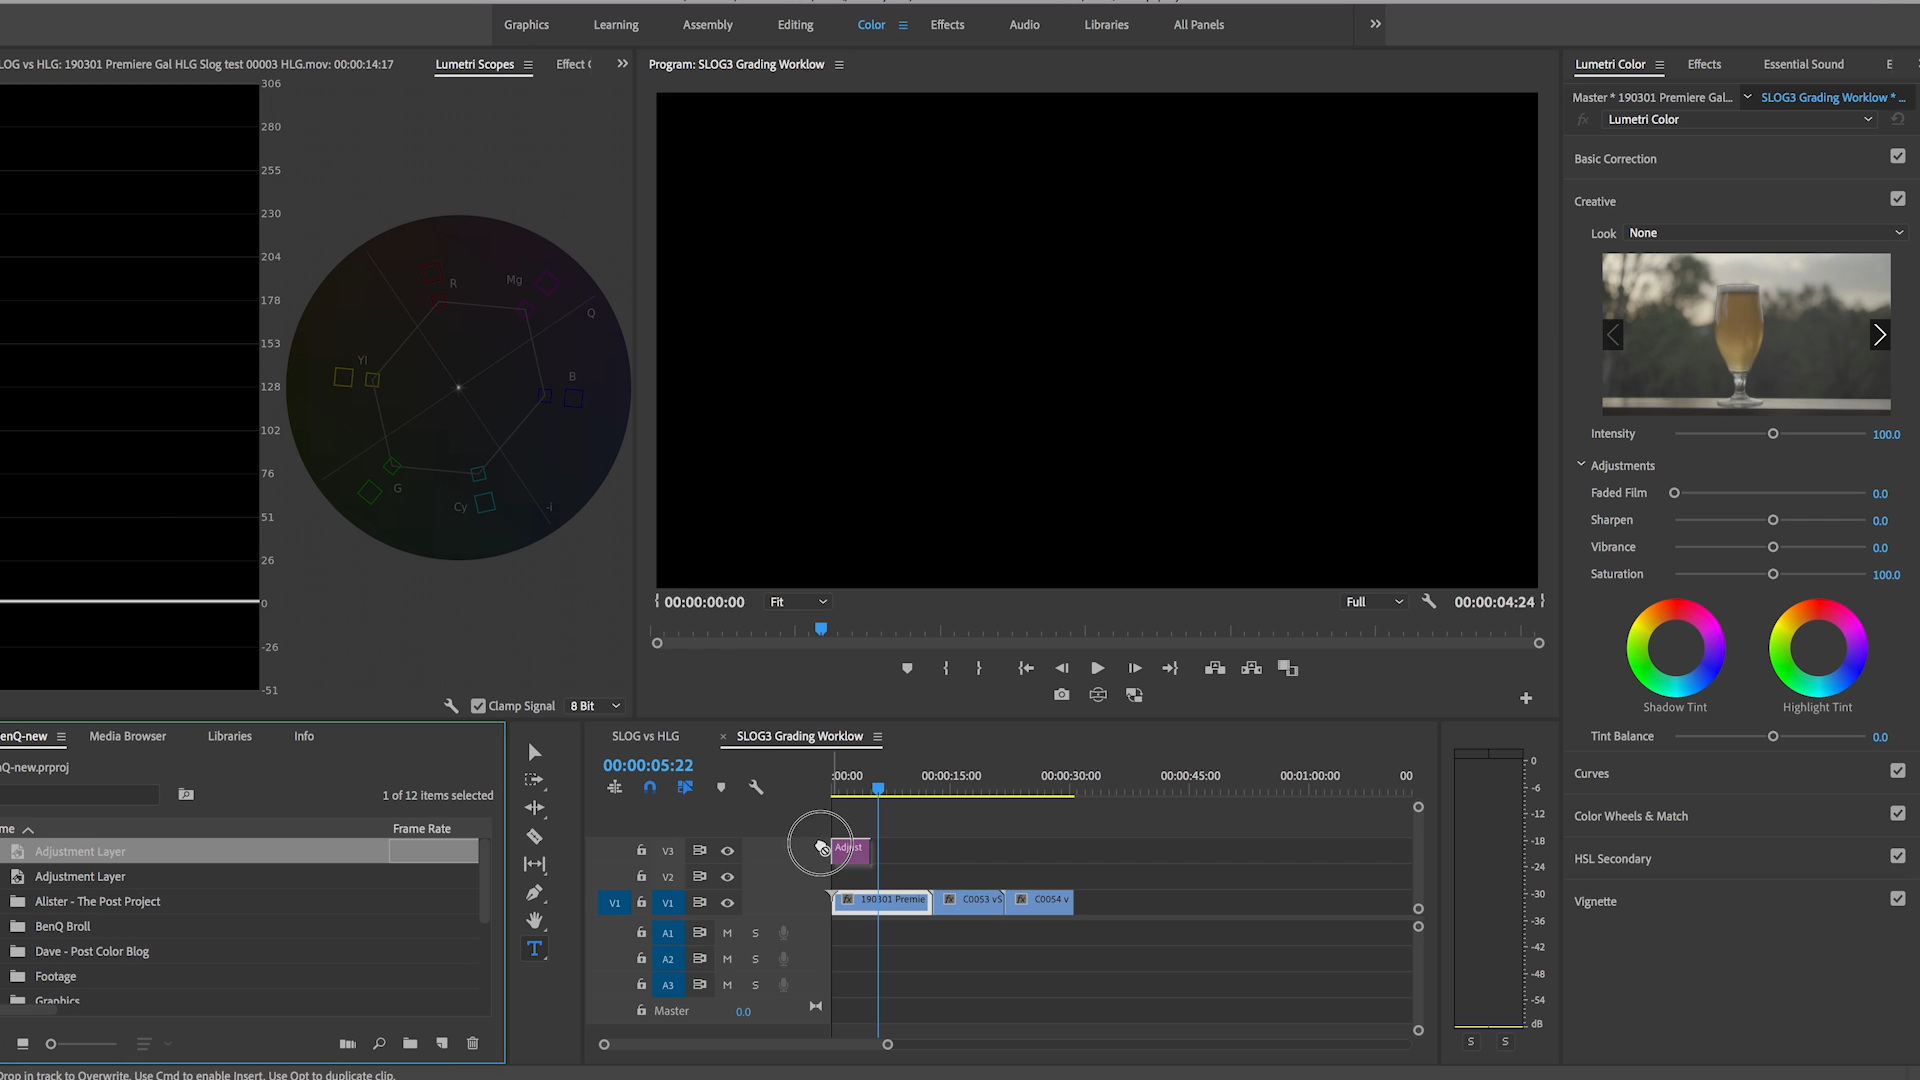 Graphics Learning Assembly Editing Color Effects Audio Libraries All Panels
LOG vs HLG: 190301 Premiere Gal HLG Slog test 00003 HLG.mov: 00:00:14:17
Lumetri Scopes
Effect
306
280
255
230
204
178
153
128
102
76
51
26
0
-26
-51
R
Mg
Q
B
Yl
G
Cy
-i
Clamp Signal
8 Bit
Program: SLOG3 Grading Worklow
00:00:00:00
Fit
Full
00:00:04:24
Lumetri Color Effects Essential Sound E
Master * 190301 Premiere Gal...
SLOG3 Grading Worklow * ...
fx Lumetri Color
Basic Correction
Creative
Look None
Intensity 100.0
Adjustments
Faded Film 0.0
Sharpen 0.0
Vibrance 0.0
Saturation 100.0
Shadow Tint
Highlight Tint
Tint Balance 0.0
Curves
Color Wheels & Match
HSL Secondary
Vignette
enQ-new Media Browser Libraries Info
Q-new.prproj
1 of 12 items selected
me
Frame Rate
Adjustment Layer
Adjustment Layer
Alister - The Post Project
BenQ Broll
Dave - Post Color Blog
Footage
Graphics
T
SLOG vs HLG
× SLOG3 Grading Worklow
00:00:05:22
:00:00 00:00:15:00 00:00:30:00 00:00:45:00 00:01:00:00 00
V3
Adjust
V2
V1 V1
fx 190301 Premie
fx C0053 vS
fx C0054 v
A1 M S
A2 M S
A3 M S
Master 0.0
0
-6
-12
-18
-24
-30
-36
-42
-48
-54
dB
S S
Drop in track to Overwrite. Use Cmd to enable Insert. Use Opt to duplicate clip.